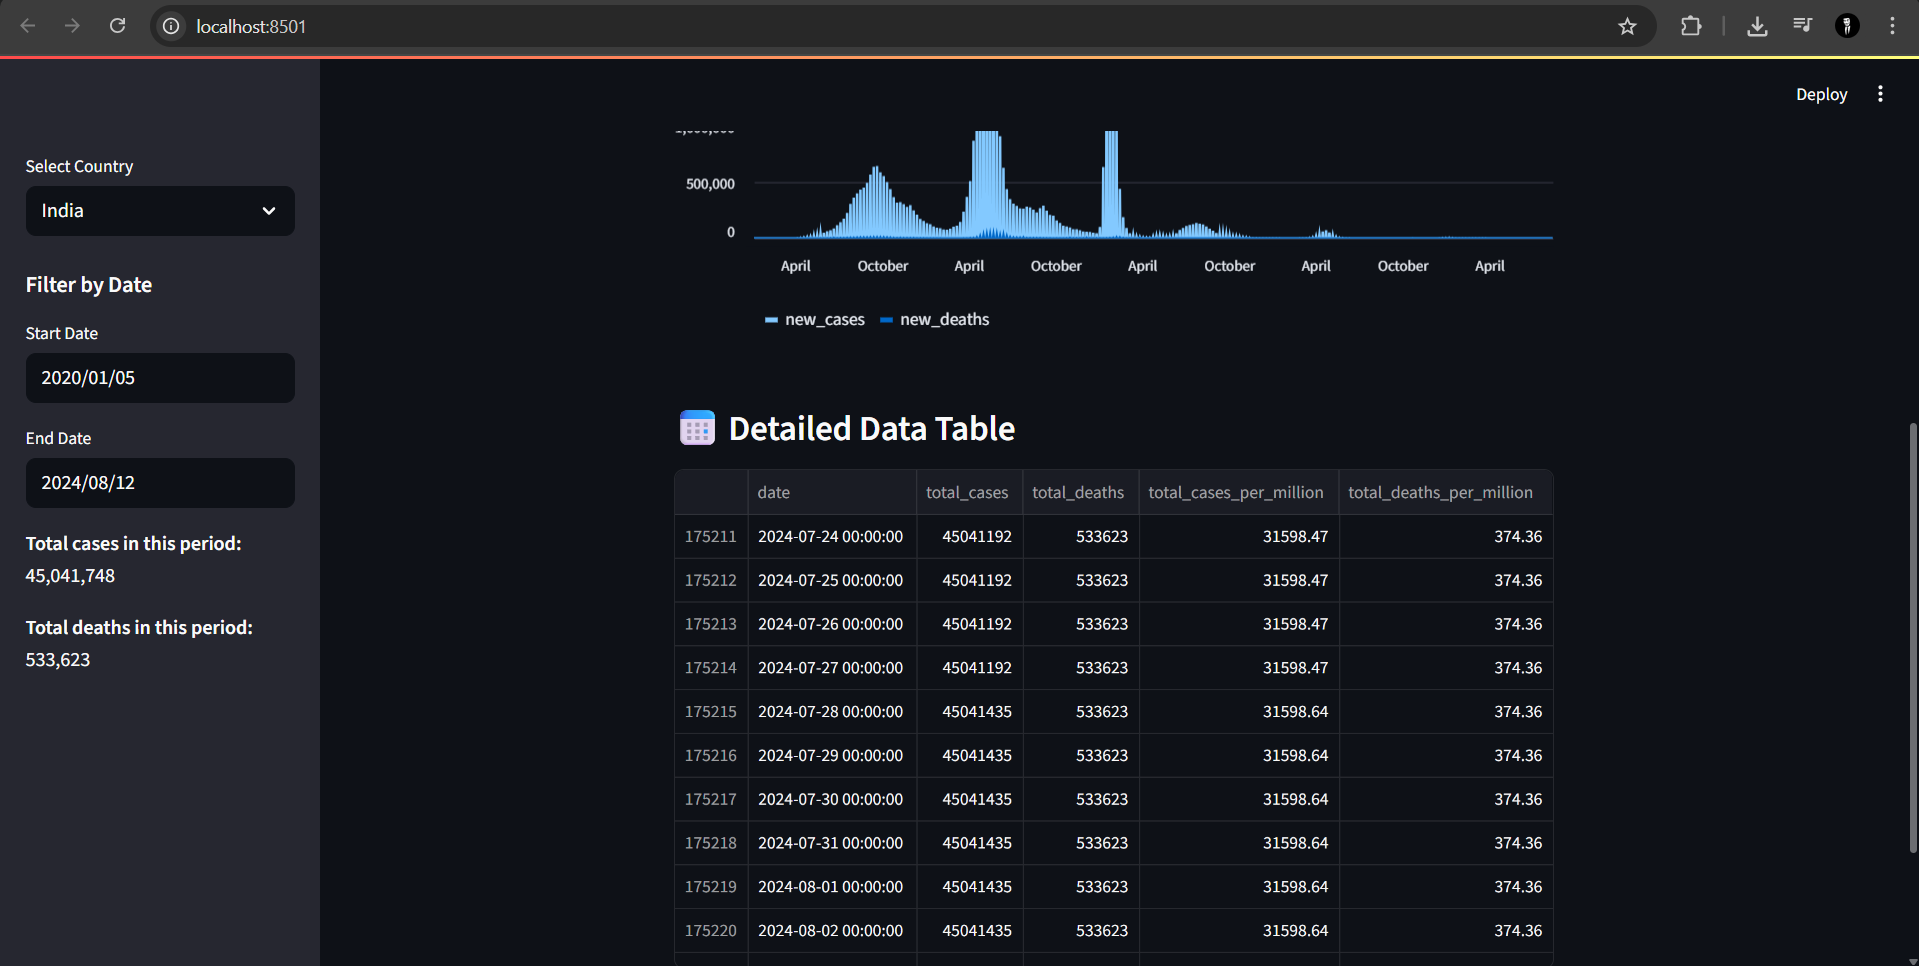 localhost:8501
Deploy
Select Country
India
Filter by Date
Start Date
2020/01/05
End Date
2024/08/12
Total cases in this period:
45,041,748
Total deaths in this period:
533,623
500,000
0
April October April October April October April October April
new_cases new_deaths
Detailed Data Table
date total_cases total_deaths total_cases_per_million total_deaths_per_million
175211 2024-07-24 00:00:00 45041192 533623 31598.47 374.36
175212 2024-07-25 00:00:00 45041192 533623 31598.47 374.36
175213 2024-07-26 00:00:00 45041192 533623 31598.47 374.36
175214 2024-07-27 00:00:00 45041192 533623 31598.47 374.36
175215 2024-07-28 00:00:00 45041435 533623 31598.64 374.36
175216 2024-07-29 00:00:00 45041435 533623 31598.64 374.36
175217 2024-07-30 00:00:00 45041435 533623 31598.64 374.36
175218 2024-07-31 00:00:00 45041435 533623 31598.64 374.36
175219 2024-08-01 00:00:00 45041435 533623 31598.64 374.36
175220 2024-08-02 00:00:00 45041435 533623 31598.64 374.36